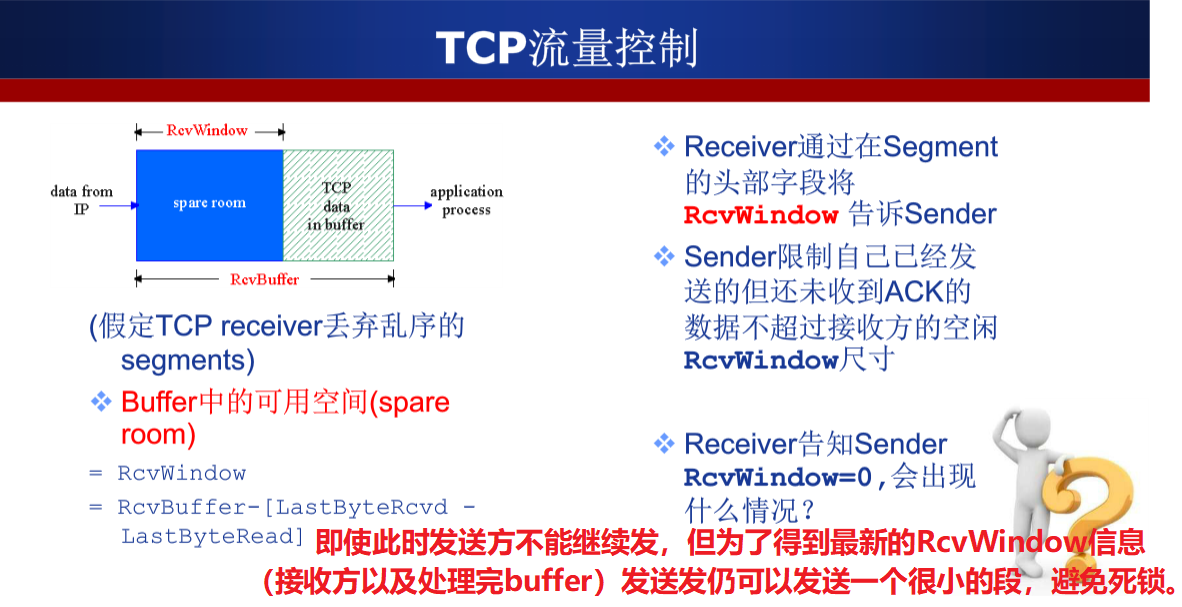 TCP流量控制
RcvWindow
data from
IP
spare room
TCP
data
in buffer
application
process
RcvBuffer
(假定TCP receiver丢弃乱序的
segments)
Buffer中的可用空间(spare
room)
= RcvWindow
= RcvBuffer-[LastByteRcvd -
LastByteRead]
Receiver通过在Segment
的头部字段将
RcvWindow 告诉Sender
Sender限制自己已经发
送的但还未收到ACK的
数据不超过接收方的空闲
RcvWindow尺寸
Receiver告知Sender
RcvWindow=0,会出现
什么情况?
即使此时发送方不能继续发，但为了得到最新的RcvWindow信息
（接收方以及处理完buffer）发送发仍可以发送一个很小的段，避免死锁。